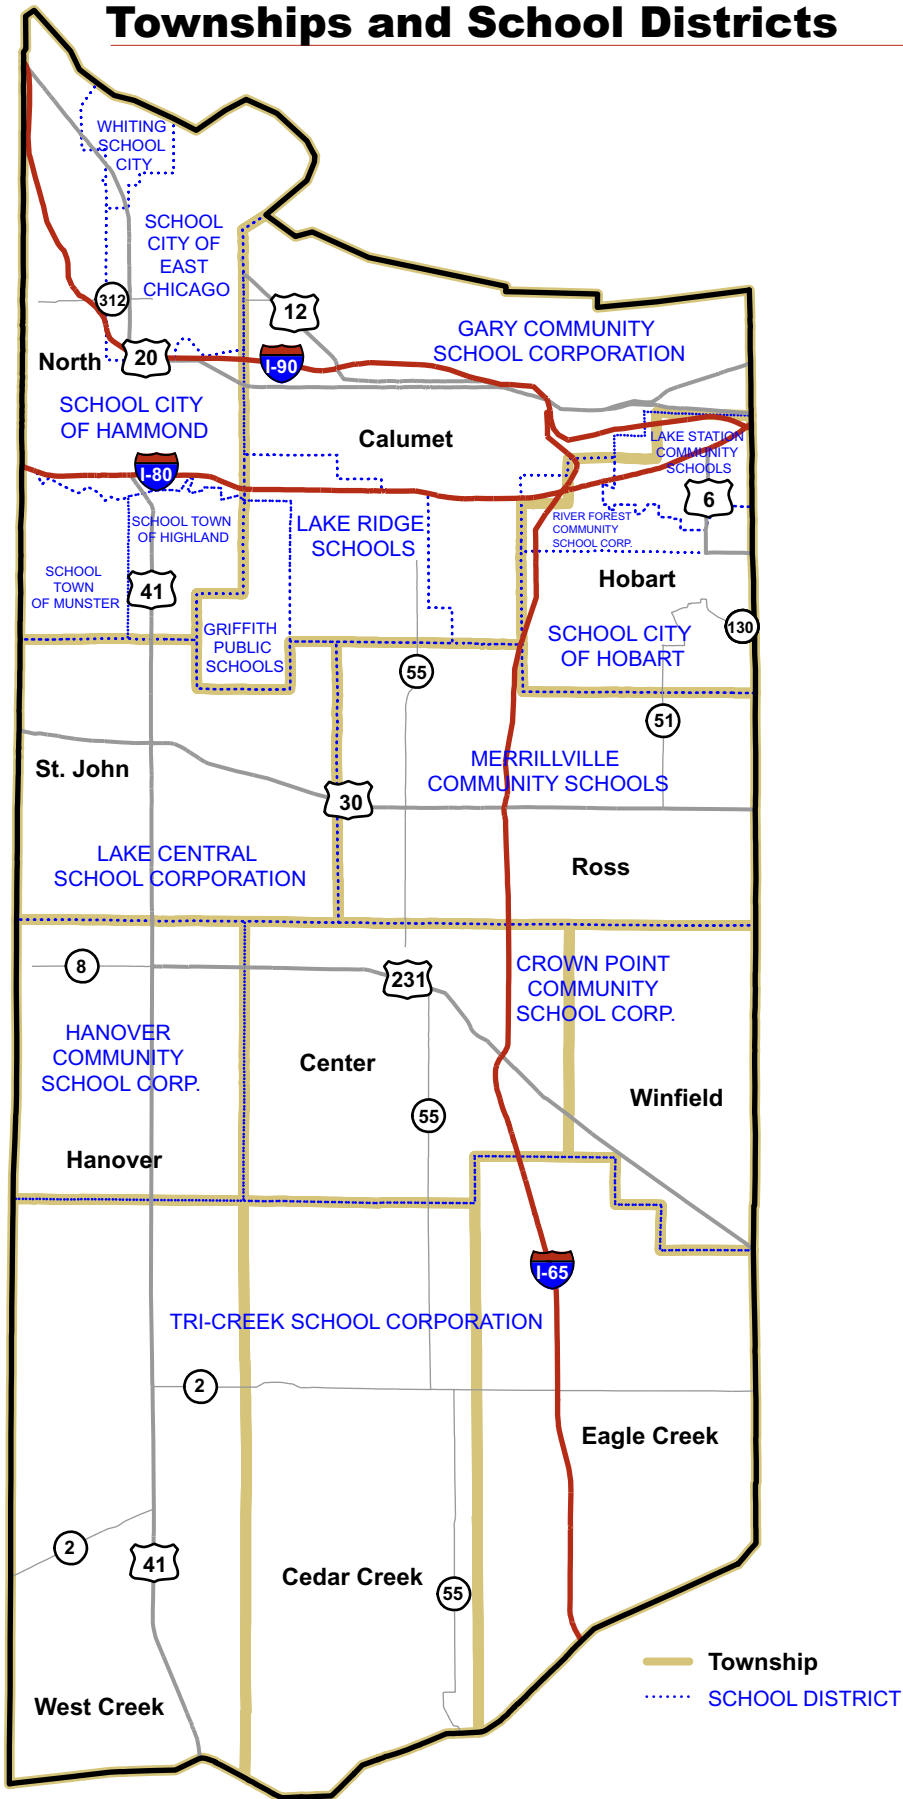 Townships and School Districts
WHITING
SCHOOL
CITY
SCHOOL
CITY OF
EAST
CHICAGO
312
12
GARY COMMUNITY
SCHOOL CORPORATION
North
20
I-90
SCHOOL CITY
OF HAMMOND
Calumet
LAKE STATION
COMMUNITY
SCHOOLS
I-80
6
SCHOOL TOWN
OF HIGHLAND
LAKE RIDGE
SCHOOLS
RIVER FOREST
COMMUNITY
SCHOOL CORP.
SCHOOL
TOWN
OF MUNSTER
41
Hobart
130
GRIFFITH
PUBLIC
SCHOOLS
SCHOOL CITY
OF HOBART
55
51
St. John
MERRILLVILLE
COMMUNITY SCHOOLS
30
LAKE CENTRAL
SCHOOL CORPORATION
Ross
8
231
CROWN POINT
COMMUNITY
SCHOOL CORP.
HANOVER
COMMUNITY
SCHOOL CORP.
Center
Winfield
55
Hanover
I-65
TRI-CREEK SCHOOL CORPORATION
2
Eagle Creek
2
41
Cedar Creek
55
West Creek
Township
SCHOOL DISTRICT